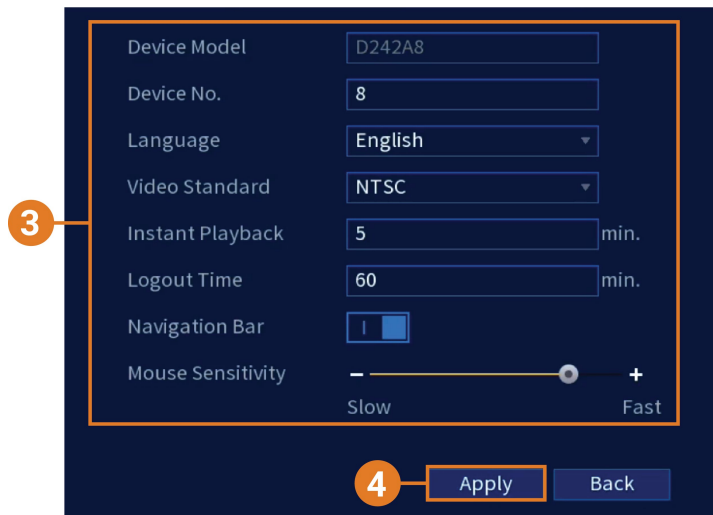 Device Model D242A8
Device No. 8
Language English
Video Standard NTSC
3 Instant Playback 5 min.
Logout Time 60 min.
Navigation Bar
Mouse Sensitivity − +
Slow Fast
4 Apply Back